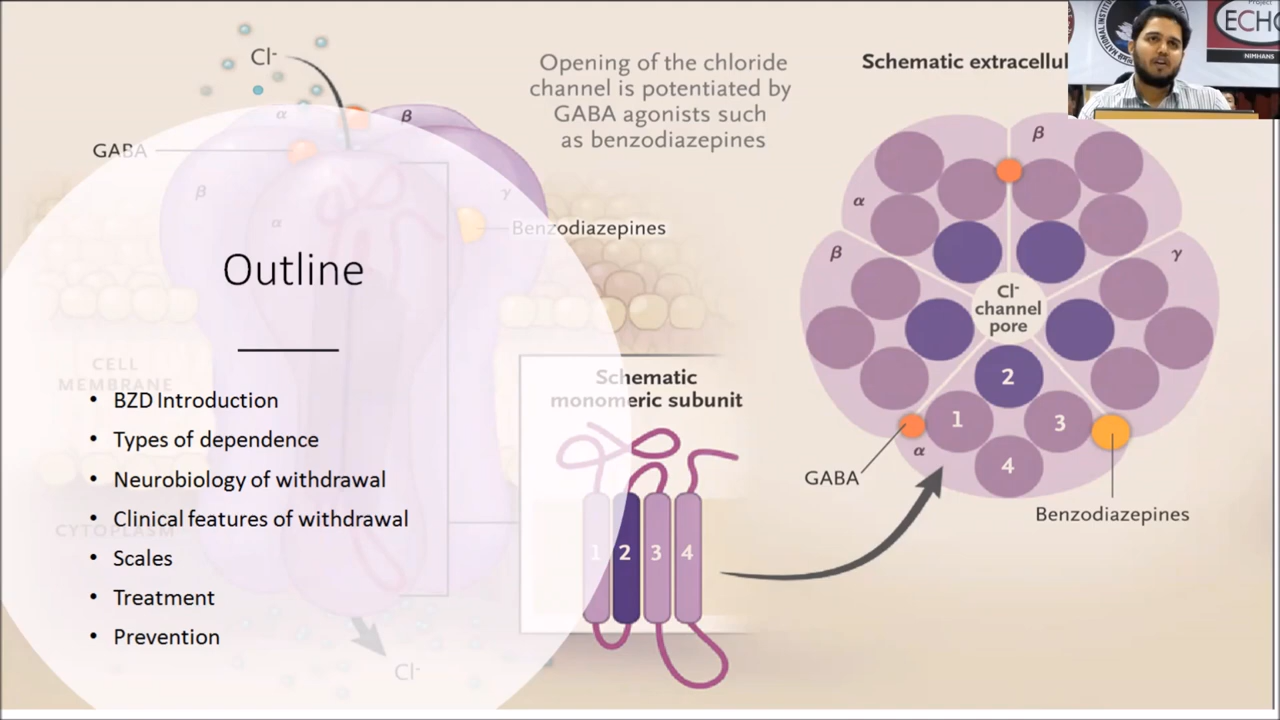 Outline
• BZD Introduction
• Types of dependence
• Neurobiology of withdrawal
• Clinical features of withdrawal
• Scales
• Treatment
• Prevention
Cl-
α
β
GABA
β
α
γ
Benzodiazepines
CELL
MEMBRANE
CYTOPLASM
Cl-
Opening of the chloride
channel is potentiated by
GABA agonists such
as benzodiazepines
Schematic
monomeric subunit
1 2 3 4
Schematic extracellul
β
α
β
γ
Cl-
channel
pore
2
1
3
4
α
GABA
Benzodiazepines
Project
ECHO
NIMHANS